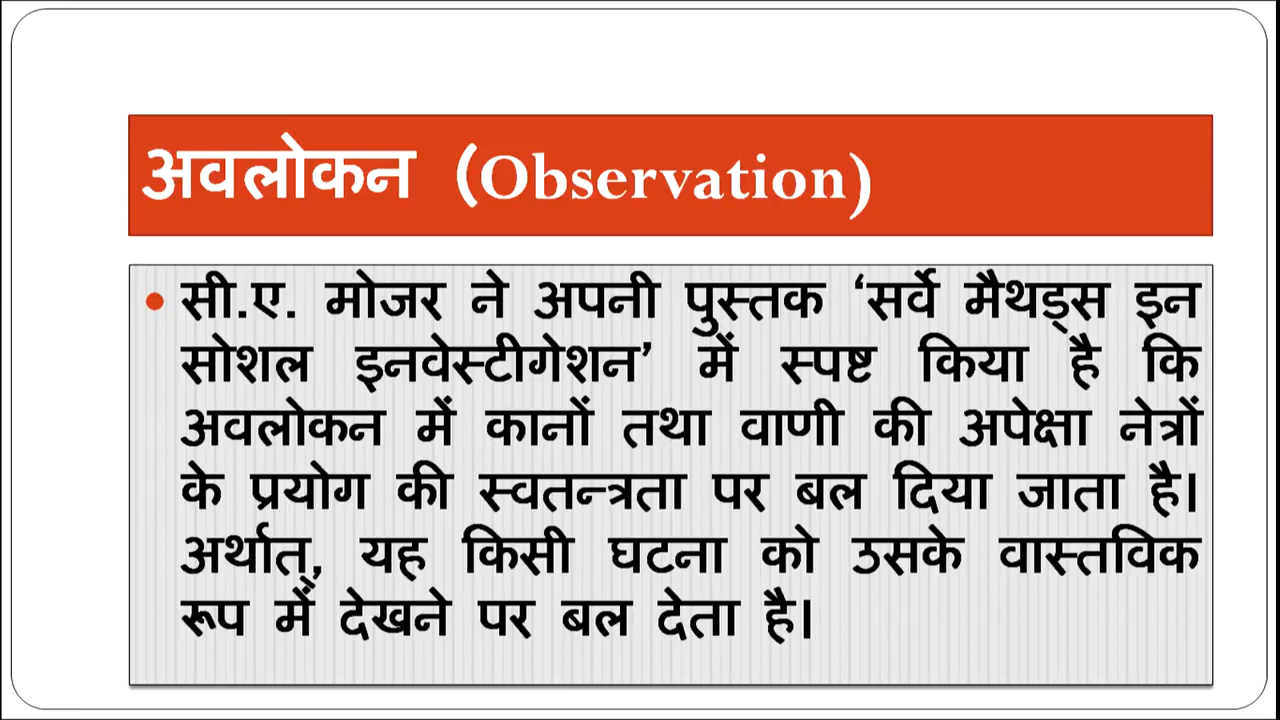 अवलोकन (Observation)
• सी.ए. मोजर ने अपनी पुस्तक ‘सर्वे मैथड्स इन
सोशल इनवेस्टीगेशन’ में स्पष्ट किया है कि
अवलोकन में कानों तथा वाणी की अपेक्षा नेत्रों
के प्रयोग की स्वतन्त्रता पर बल दिया जाता है।
अर्थात्, यह किसी घटना को उसके वास्तविक
रूप में देखने पर बल देता है।